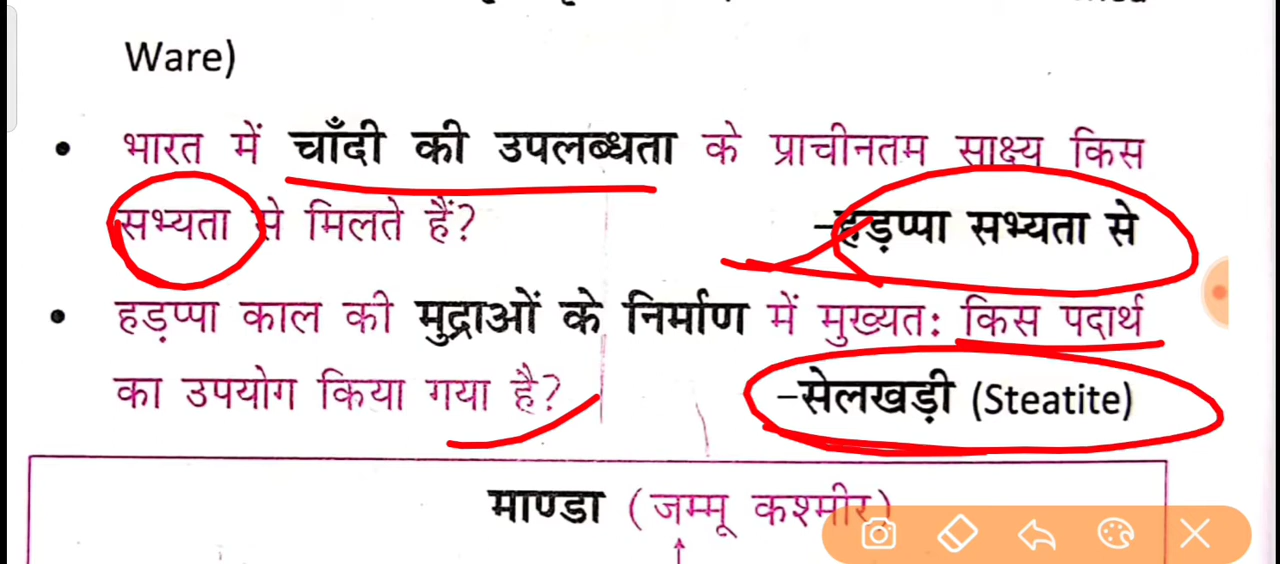 Ware)
• भारत में चाँदी की उपलब्धता के प्राचीनतम साक्ष्य किस
सभ्यता से मिलते हैं? –हड़प्पा सभ्यता से
• हड़प्पा काल की मुद्राओं के निर्माण में मुख्यत: किस पदार्थ
का उपयोग किया गया है? –सेलखड़ी (Steatite)
माण्डा (जम्मू कश्मीर)